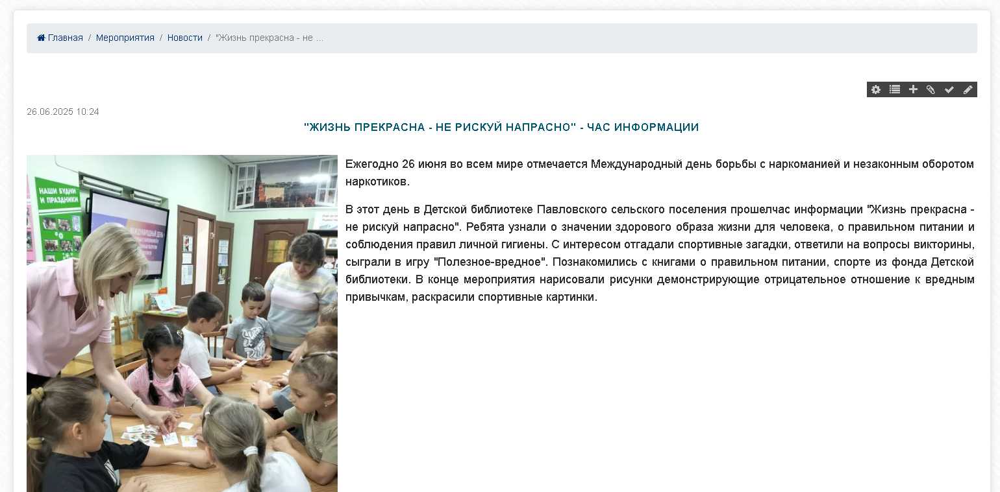 Главная / Мероприятия / Новости / "Жизнь прекрасна - не ...
26.06.2025 10:24
"ЖИЗНЬ ПРЕКРАСНА - НЕ РИСКУЙ НАПРАСНО" - ЧАС ИНФОРМАЦИИ
Ежегодно 26 июня во всем мире отмечается Международный день борьбы с наркоманией и незаконным оборотом
наркотиков.
В этот день в Детской библиотеке Павловского сельского поселения прошелчас информации "Жизнь прекрасна -
не рискуй напрасно". Ребята узнали о значении здорового образа жизни для человека, о правильном питании и
соблюдения правил личной гигиены. С интересом отгадали спортивные загадки, ответили на вопросы викторины,
сыграли в игру "Полезное-вредное". Познакомились с книгами о правильном питании, спорте из фонда Детской
библиотеки. В конце мероприятия нарисовали рисунки демонстрирующие отрицательное отношение к вредным
привычкам, раскрасили спортивные картинки.
НАШИ БУДНИ
И ПРАЗДНИКИ
МЕЖДУНАРОДНЫЙ ДЕНЬ